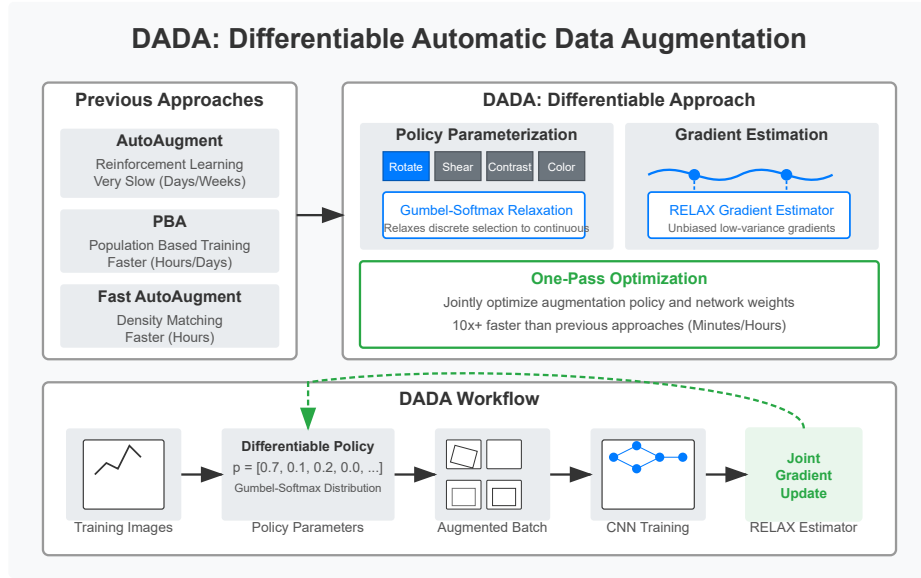 DADA: Differentiable Automatic Data Augmentation
Previous Approaches
AutoAugment
Reinforcement Learning
Very Slow (Days/Weeks)
PBA
Population Based Training
Faster (Hours/Days)
Fast AutoAugment
Density Matching
Faster (Hours)
DADA: Differentiable Approach
Policy Parameterization
Rotate
Shear
Contrast
Color
Gumbel-Softmax Relaxation
Relaxes discrete selection to continuous
Gradient Estimation
RELAX Gradient Estimator
Unbiased low-variance gradients
One-Pass Optimization
Jointly optimize augmentation policy and network weights
10x+ faster than previous approaches (Minutes/Hours)
DADA Workflow
Training Images
Differentiable Policy
p = [0.7, 0.1, 0.2, 0.0, ...]
Gumbel-Softmax Distribution
Policy Parameters
Augmented Batch
CNN Training
Joint
Gradient
Update
RELAX Estimator